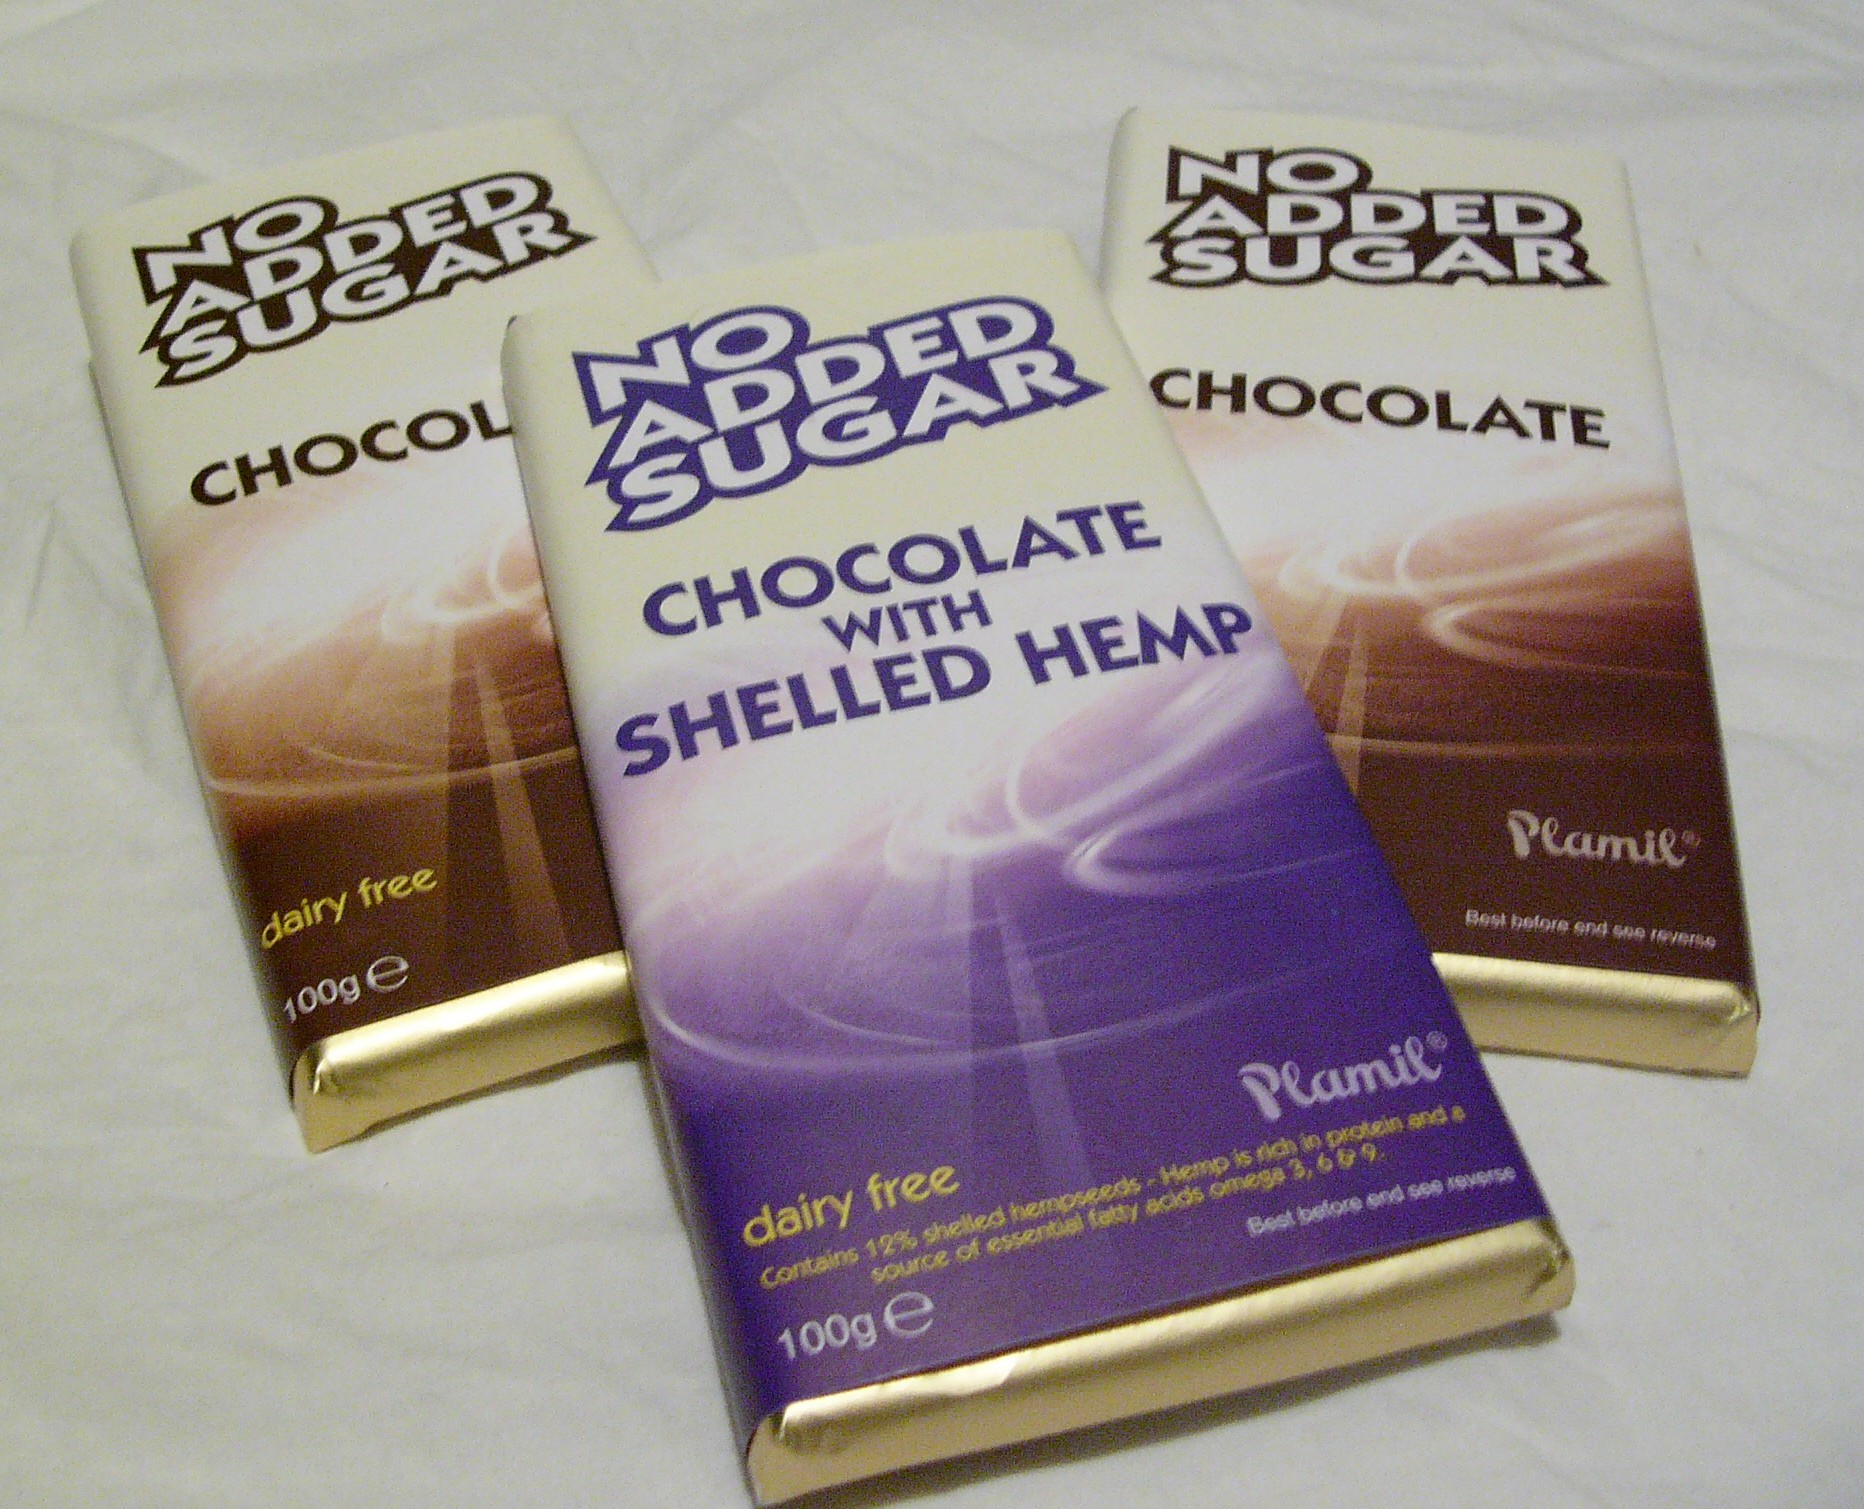 NO
ADDED
SUGAR
CHOCOL
dairy free
100g e
NO
ADDED
SUGAR
CHOCOLATE
WITH
SHELLED HEMP
Plamil®
dairy free
Contains 12% shelled hempseeds - Hemp is rich in protein and a
source of essential fatty acids omega 3, 6 & 9.
Best before end see reverse
100g e
NO
ADDED
SUGAR
CHOCOLATE
Plamil®
Best before end see reverse